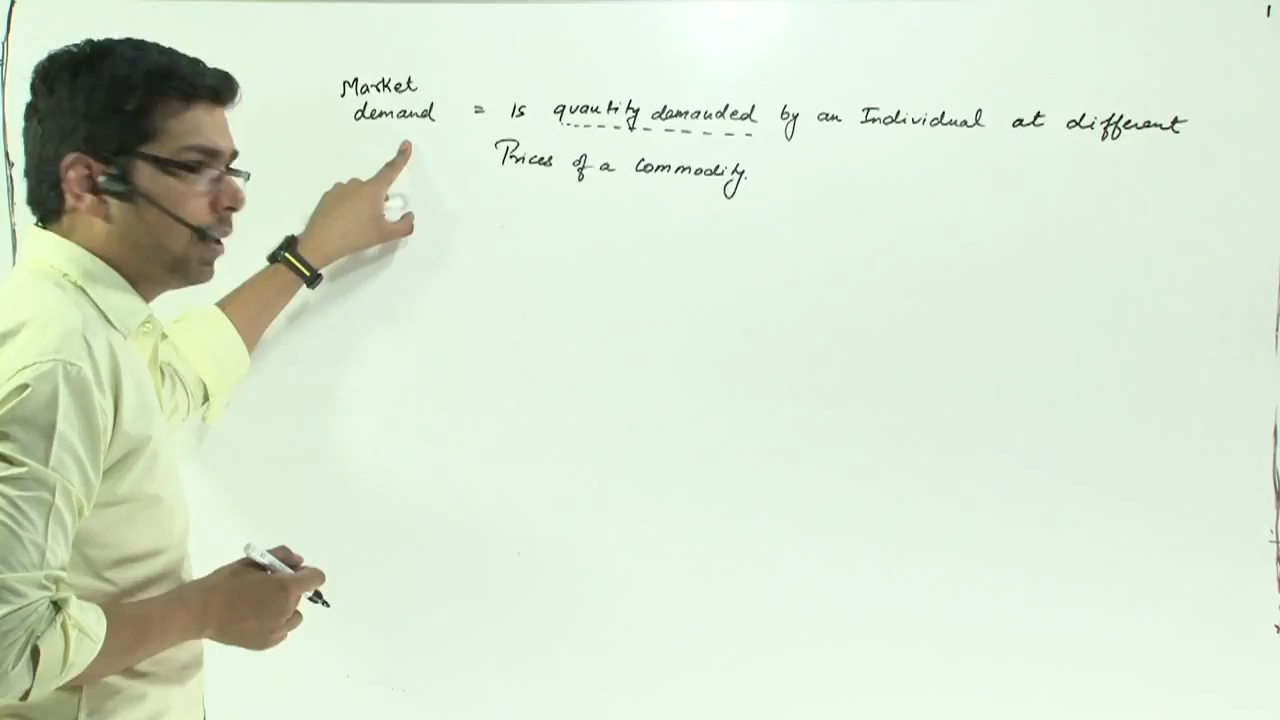 Market
demand = is quantity demanded by an Individual at different
Prices of a commodity.